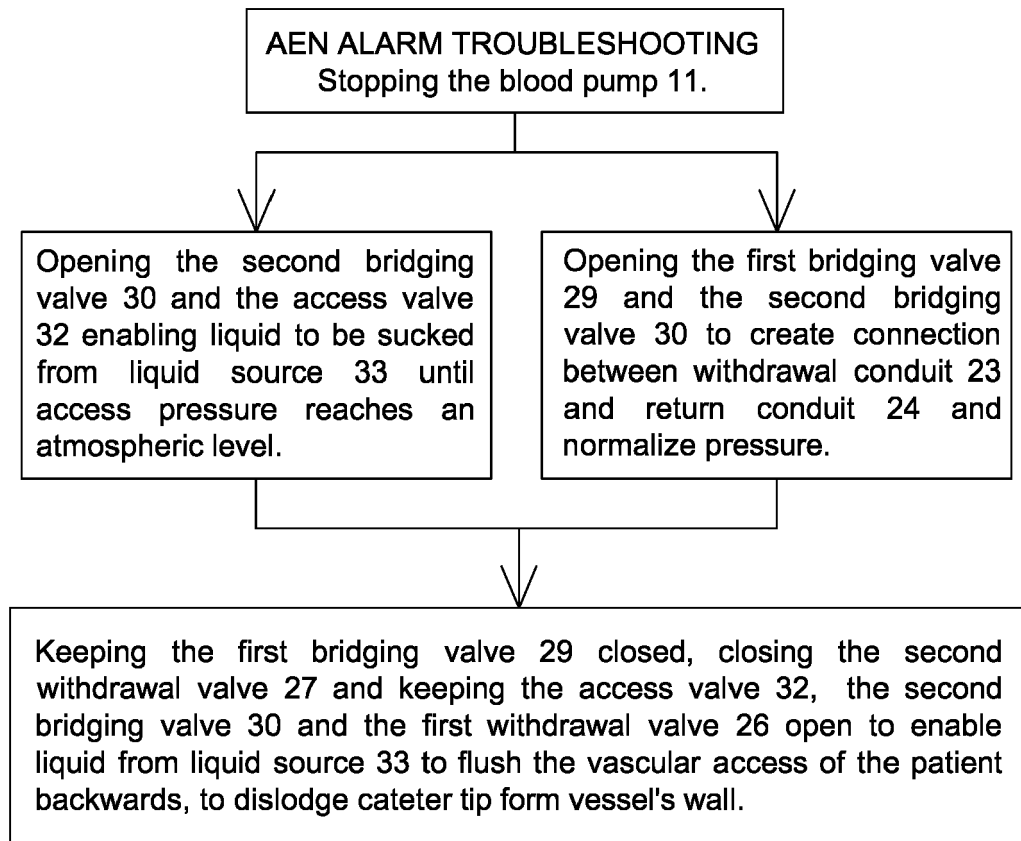 AEN ALARM TROUBLESHOOTING
Stopping the blood pump 11.
Opening the second bridging
valve 30 and the access valve
32 enabling liquid to be sucked
from liquid source 33 until
access pressure reaches an
atmospheric level.
Opening the first bridging valve
29 and the second bridging
valve 30 to create connection
between withdrawal conduit 23
and return conduit 24 and
normalize pressure.
Keeping the first bridging valve 29 closed, closing the second
withdrawal valve 27 and keeping the access valve 32, the second
bridging valve 30 and the first withdrawal valve 26 open to enable
liquid from liquid source 33 to flush the vascular access of the patient
backwards, to dislodge cateter tip form vessel's wall.